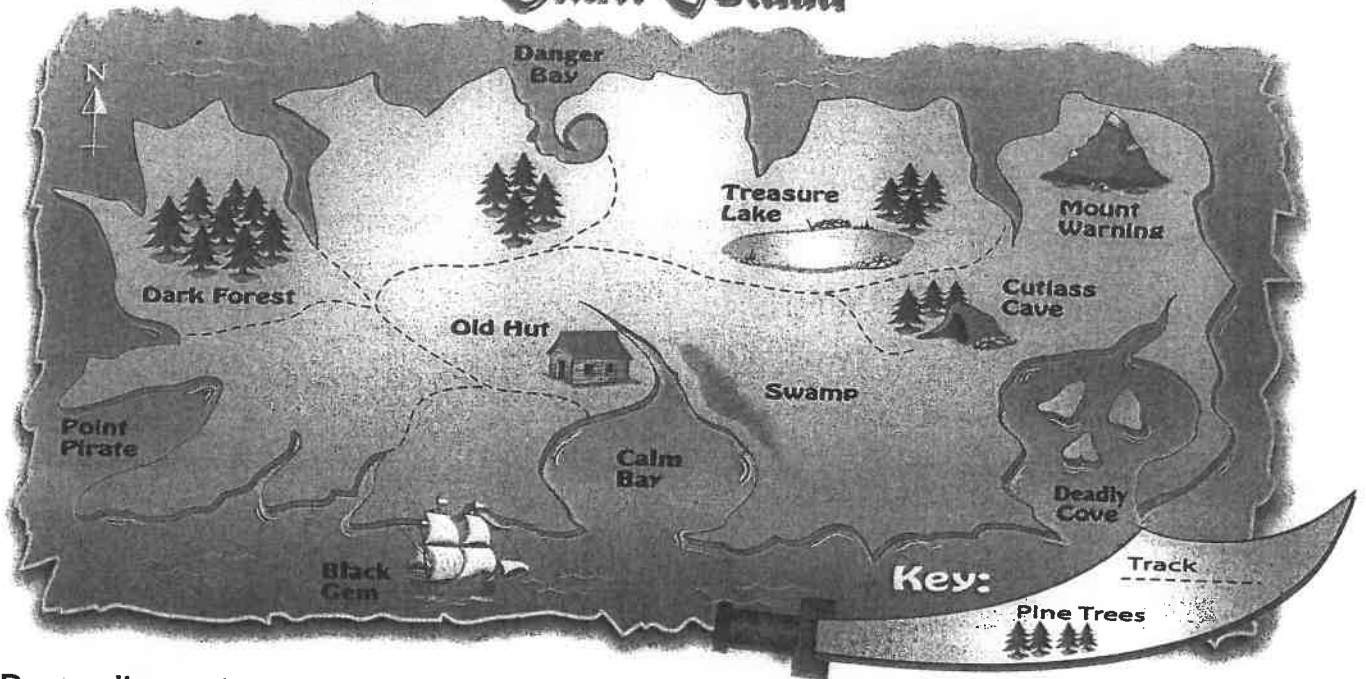 Danger
Bay
N
Treasure
Lake
Mount
Warning
Dark Forest
Cutlass
Cave
Old Hut
Swamp
Point
Pirate
Calm
Bay
Deadly
Cove
Black
Gem
Key:
Track
Pine Trees